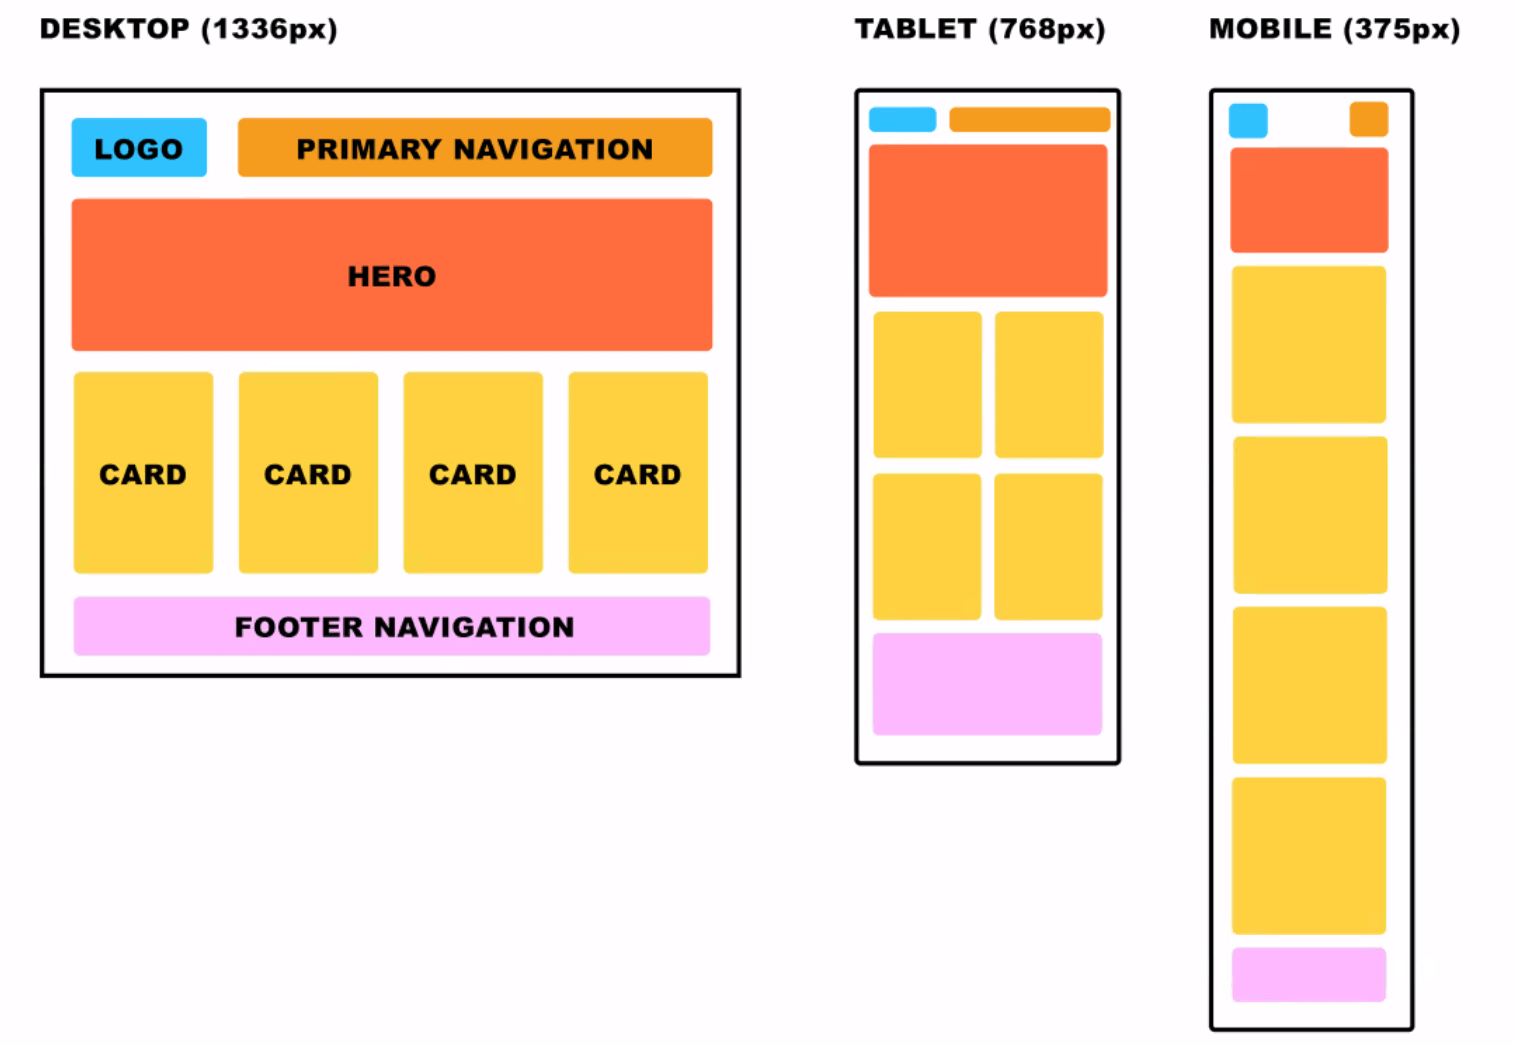 DESKTOP (1336px)
TABLET (768px)
MOBILE (375px)
LOGO
PRIMARY NAVIGATION
HERO
CARD
CARD
CARD
CARD
FOOTER NAVIGATION